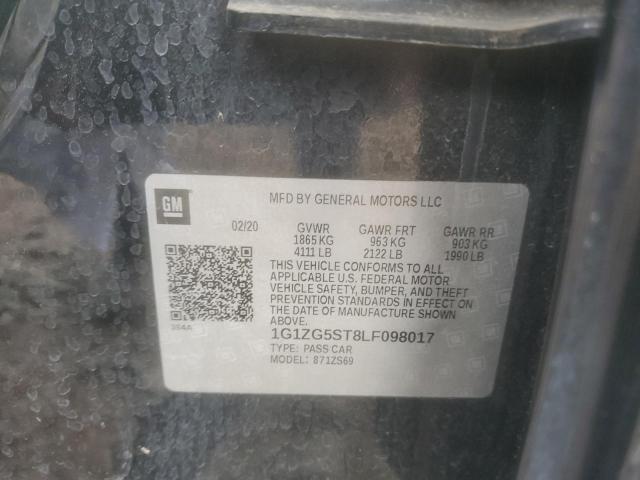 GM
MFD BY GENERAL MOTORS LLC
02/20 GVWR GAWR FRT GAWR RR
1865 KG 963 KG 903 KG
4111 LB 2122 LB 1990 LB
THIS VEHICLE CONFORMS TO ALL
APPLICABLE U.S. FEDERAL MOTOR
VEHICLE SAFETY, BUMPER, AND THEFT
PREVENTION STANDARDS IN EFFECT ON
THE DATE OF MANUFACTURE SHOWN
ABOVE.
1G1ZG5ST8LF098017
TYPE: PASS CAR
MODEL: 871ZS69